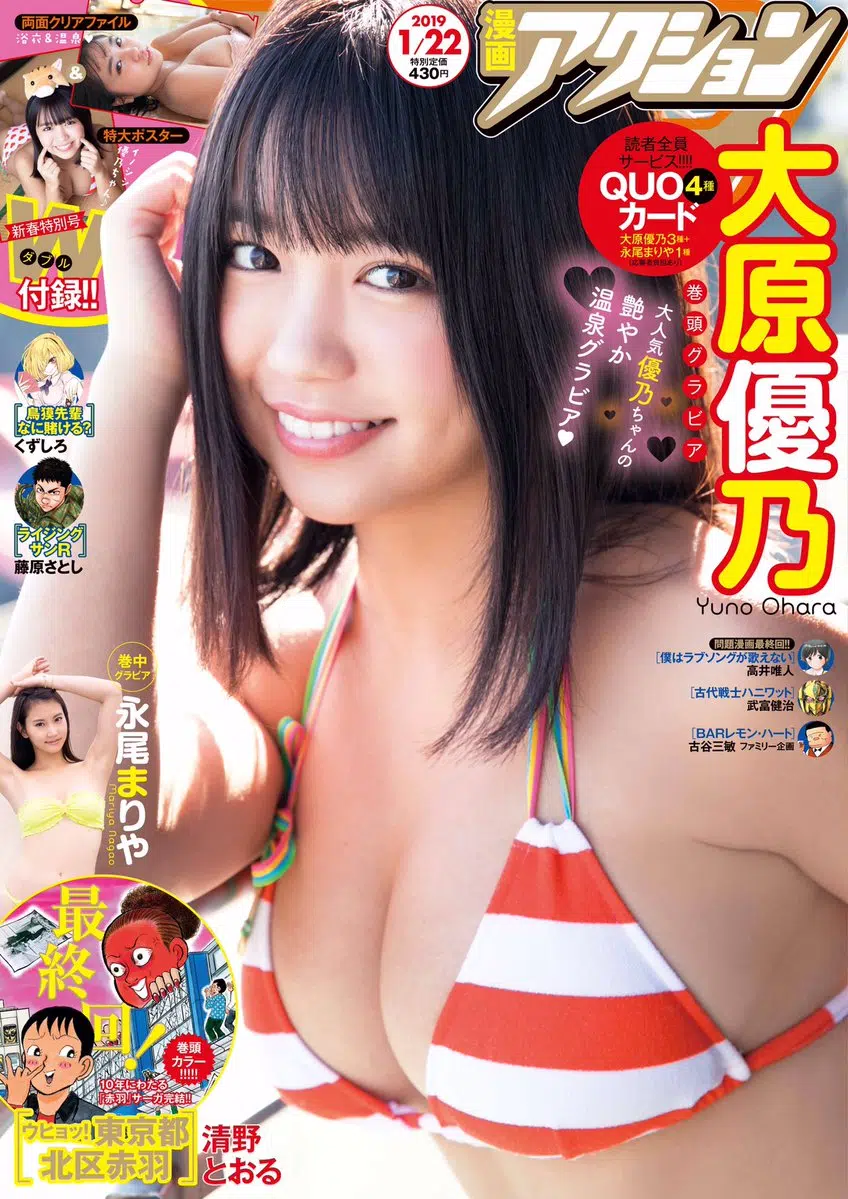 両面クリアファイル
浴衣&温泉
&
特大ポスター
新春特別号
W
ダブル
付録!!
2019
1/22
特別定価
430円
漫画アクション
読者全員
サービス!!!!
QUO
カード
4種
大原優乃3種+
永尾まりや1種
大原優乃
Yuno Ohara
巻頭グラビア
大人気優乃ちゃんの
艶やか
温泉グラビア
[鳥獏先輩
なに賭ける?]
くずしろ
[ライジング
サンR]
藤原さとし
巻中
グラビア
永尾まりや
Mariya Nagao
問題漫画最終回!!
[僕はラブソングが歌えない]
高井唯人
[古代戦士ハニワット]
武富健治
[BARレモン・ハート]
古谷三敏 ファミリー企画
最終回!
巻頭
カラー
!!!!!
10年にわたる
「赤羽」サーガ完結!!
[ウヒョッ!東京都
北区赤羽]
清野
とおる